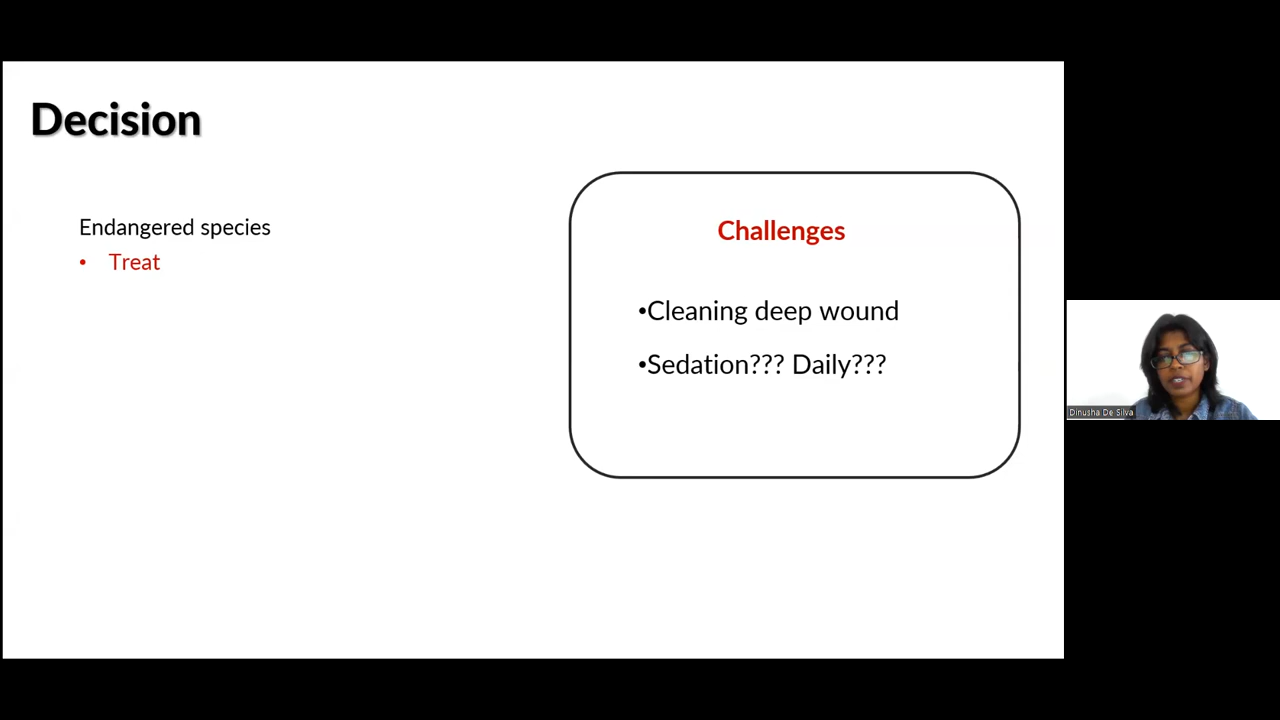 Decision
Endangered species
• Treat
Challenges
•Cleaning deep wound
•Sedation??? Daily???
Dinusha De Silva